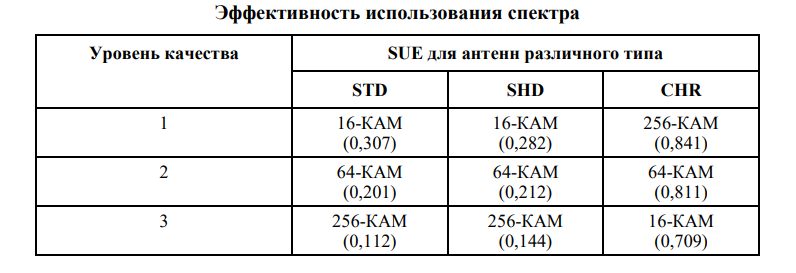 Эффективность использования спектра
Уровень качества
SUE для антенн различного типа
STD
SHD
CHR
1
16-КАМ
(0,307)
16-КАМ
(0,282)
256-КАМ
(0,841)
2
64-КАМ
(0,201)
64-КАМ
(0,212)
64-КАМ
(0,811)
3
256-КАМ
(0,112)
256-КАМ
(0,144)
16-КАМ
(0,709)